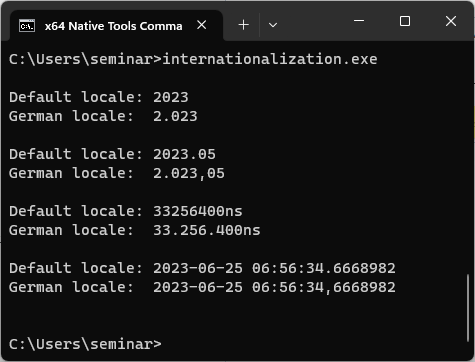 x64 Native Tools Comma
C:\Users\seminar>internationalization.exe
Default locale: 2023
German locale:  2.023
Default locale: 2023.05
German locale:  2.023,05
Default locale: 33256400ns
German locale:  33.256.400ns
Default locale: 2023-06-25 06:56:34.6668982
German locale:  2023-06-25 06:56:34,6668982
C:\Users\seminar>